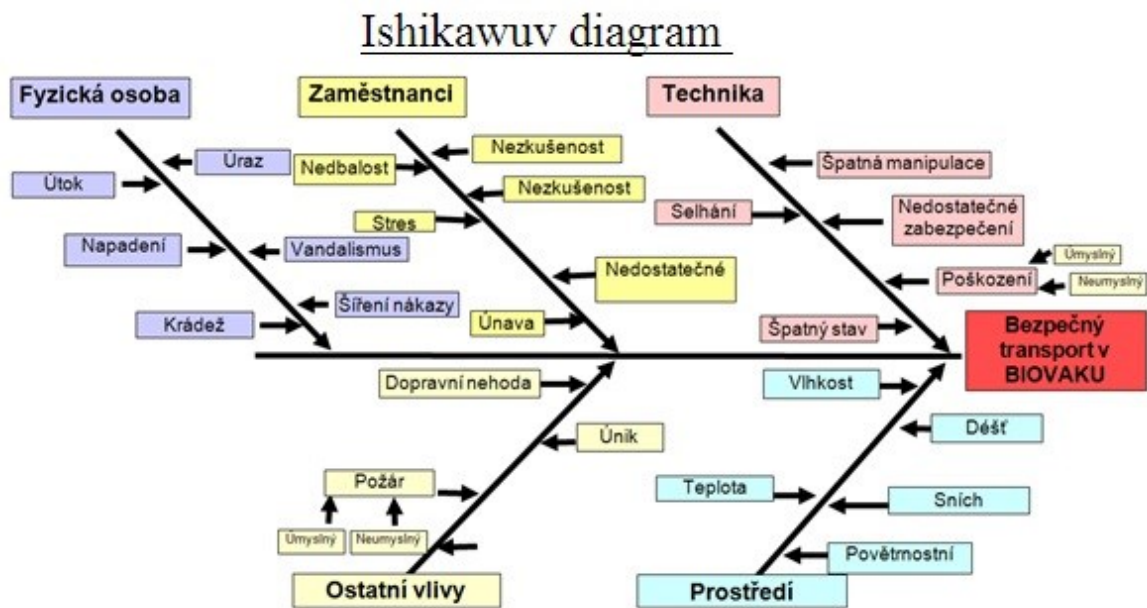 Ishikawuv diagram
Fyzická osoba
Zaměstnanci
Technika
Úraz
Útok
Napadení
Vandalismus
Šíření nákazy
Krádež
Nezkušenost
Nedbalost
Nezkušenost
Stres
Nedostatečné
Únava
Špatná manipulace
Selhání
Nedostatečné
zabezpečení
Úmyslný
Poškození
Neumyslný
Špatný stav
Bezpečný
transport v
BIOVAKU
Dopravní nehoda
Únik
Požár
Úmyslný
Neumyslný
Ostatní vlivy
Vlhkost
Déšť
Teplota
Sních
Povětrnostní
Prostředí